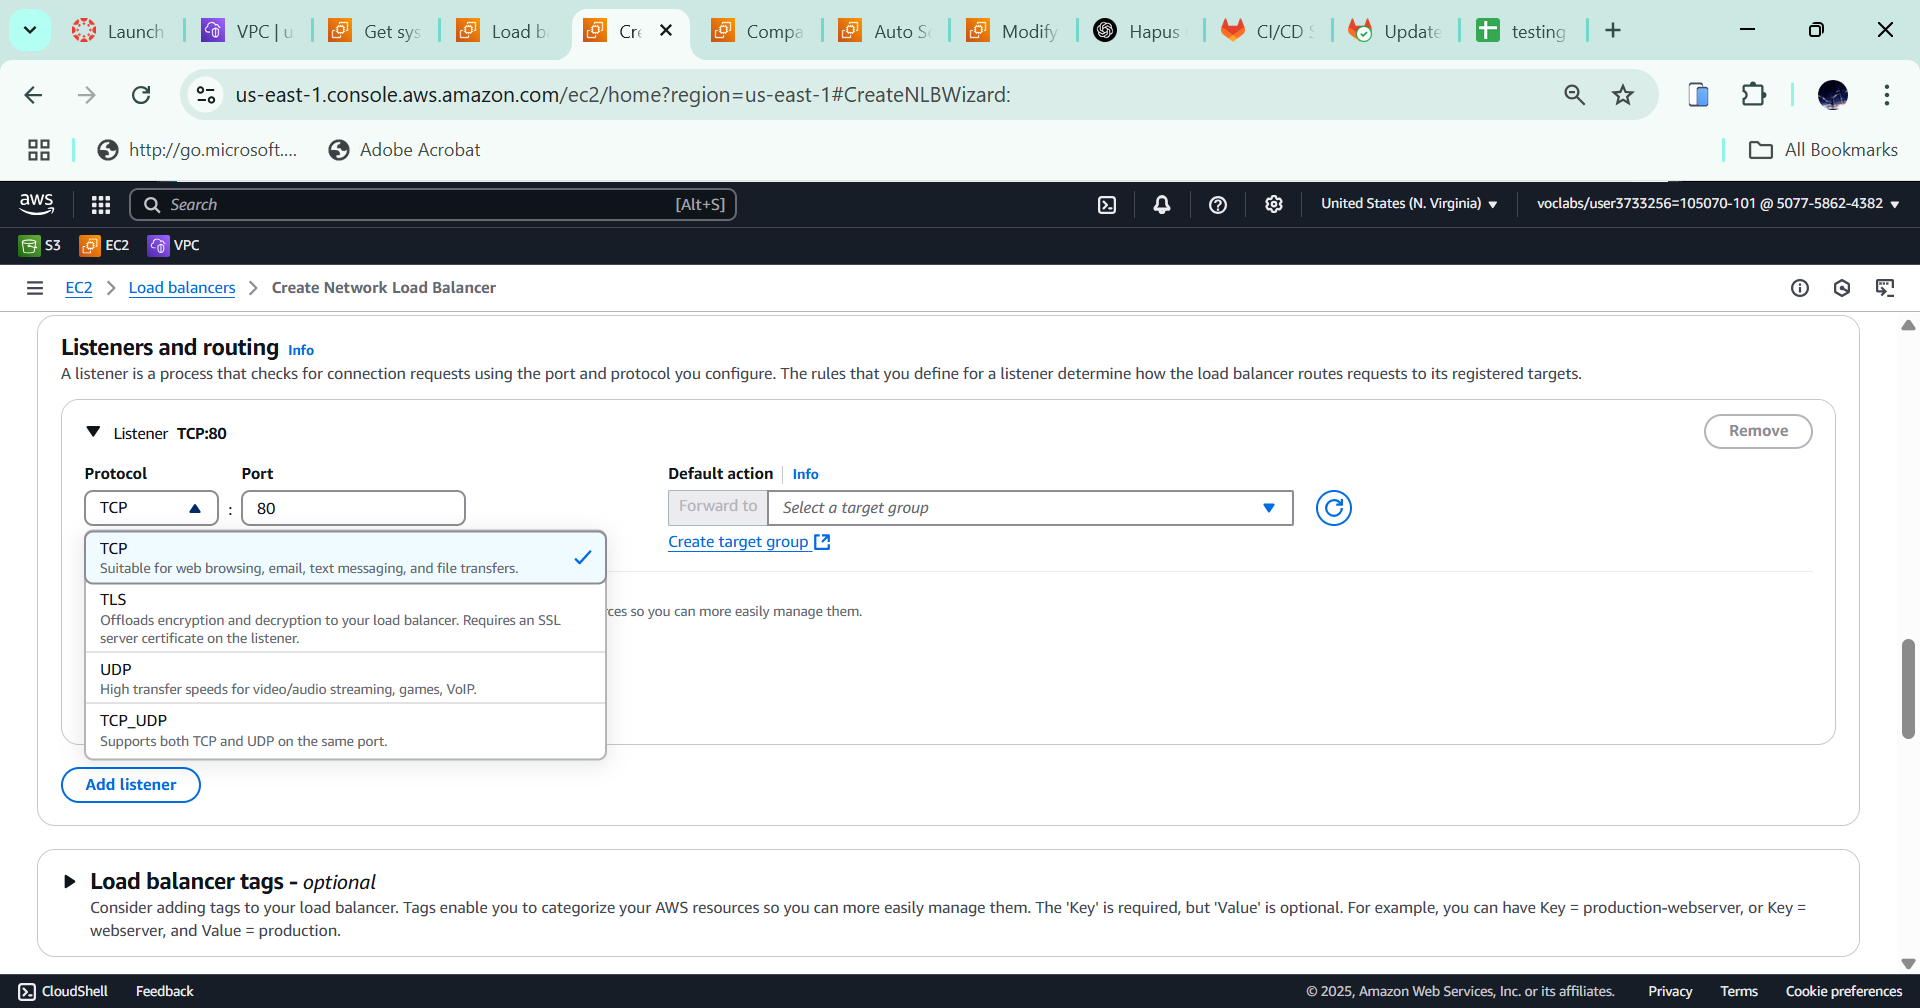 Launch
VPC | u
Get sys
Load b
Cre
Compa
Auto Sc
Modify
Hapus
CI/CD S
Update
testing
us-east-1.console.aws.amazon.com/ec2/home?region=us-east-1#CreateNLBWizard:
http://go.microsoft....
Adobe Acrobat
All Bookmarks
aws
Search
[Alt+S]
United States (N. Virginia)
voclabs/user3733256=105070-101 @ 5077-5862-4382
S3
EC2
VPC
EC2
Load balancers
Create Network Load Balancer
Listeners and routing Info
A listener is a process that checks for connection requests using the port and protocol you configure. The rules that you define for a listener determine how the load balancer routes requests to its registered targets.
Listener TCP:80
Remove
Protocol
Port
Default action
Info
TCP
:
80
Forward to
Select a target group
Create target group
TCP
Suitable for web browsing, email, text messaging, and file transfers.
TLS
Offloads encryption and decryption to your load balancer. Requires an SSL
server certificate on the listener.
rces so you can more easily manage them.
UDP
High transfer speeds for video/audio streaming, games, VoIP.
TCP_UDP
Supports both TCP and UDP on the same port.
Add listener
Load balancer tags - optional
Consider adding tags to your load balancer. Tags enable you to categorize your AWS resources so you can more easily manage them. The 'Key' is required, but 'Value' is optional. For example, you can have Key = production-webserver, or Key =
webserver, and Value = production.
CloudShell
Feedback
© 2025, Amazon Web Services, Inc. or its affiliates.
Privacy
Terms
Cookie preferences